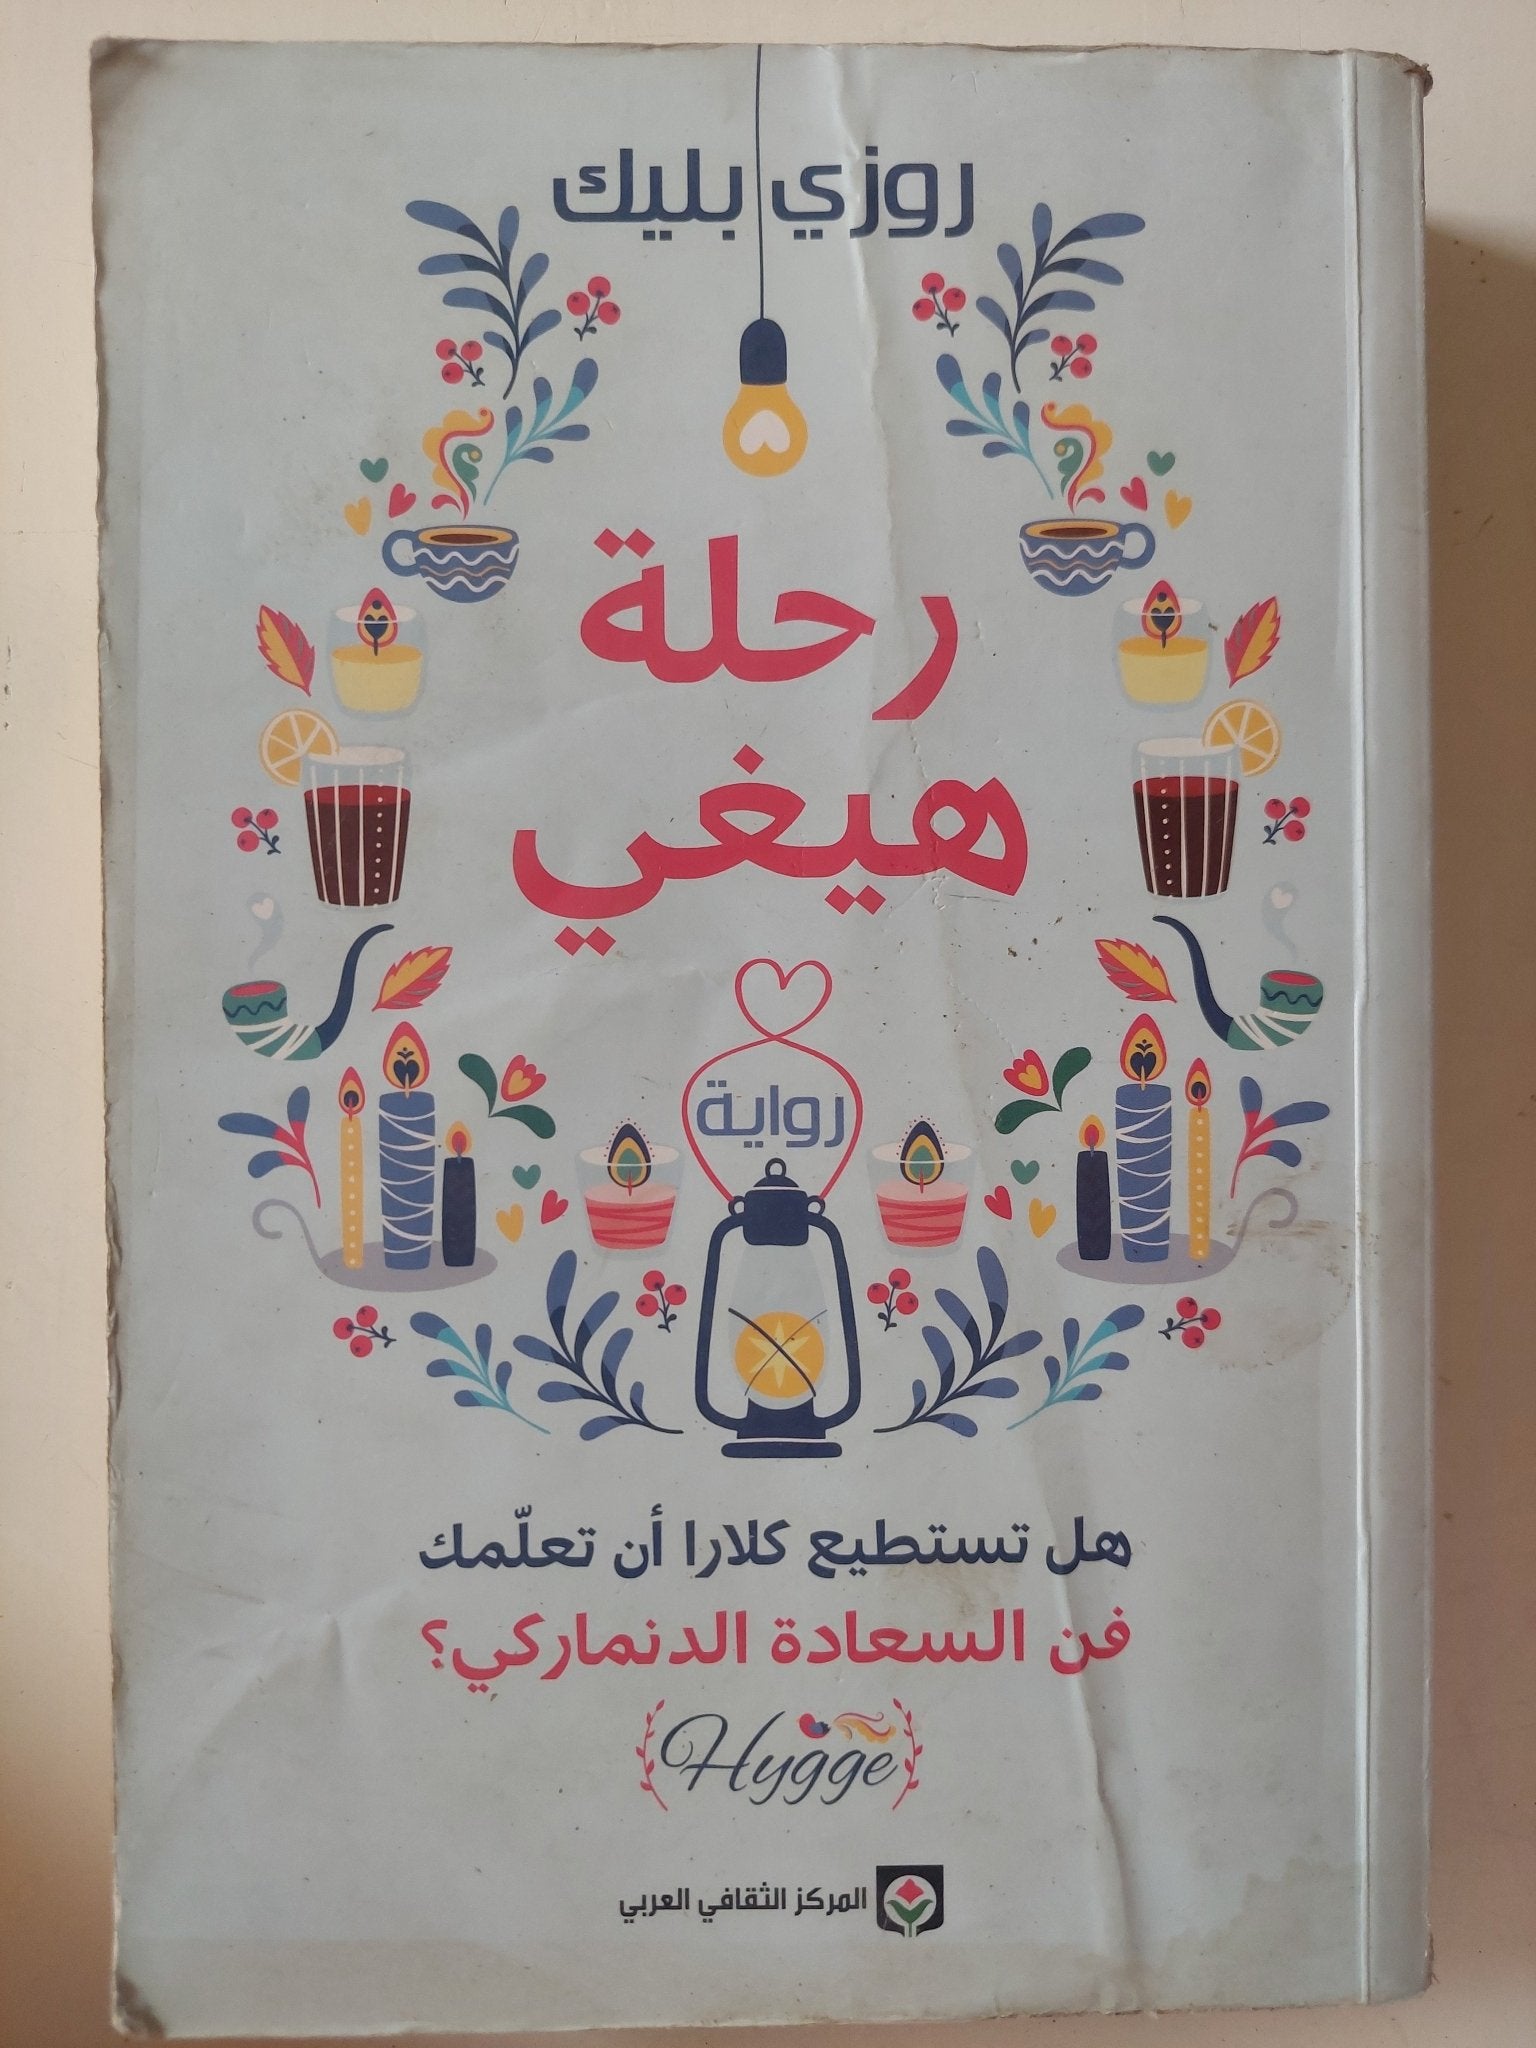 روزي بليك
رحلة
هيغي
رواية
هل تستطيع كلارا أن تعلّمك
فن السعادة الدنماركي؟
(Hygge)
المركز الثقافي العربي